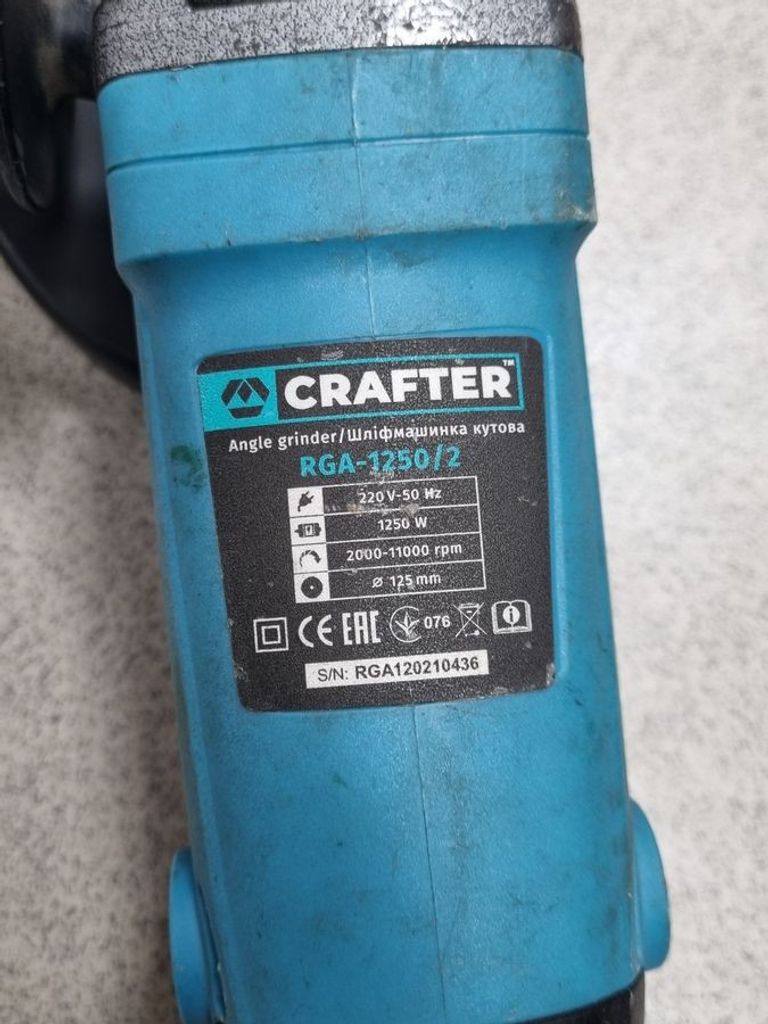 CRAFTER™
Angle grinder/Шліфмашинка кутова
RGA-1250/2
220 V-50 Hz
1250 W
2000-11000 rpm
⌀ 125 mm
CE EAC 076
S/N: RGA120210436